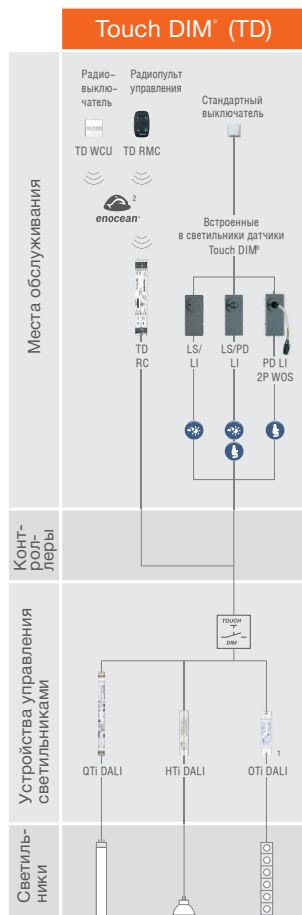 Touch DIM® (TD)
Места обслуживания
Радио-
выклю-
чатель
Радиопульт
управления
Стандартный
выключатель
TD WCU
TD RMC
2
enocean®
Встроенные
в светильники датчики
Touch DIM®
TD
RC
LS/
LI
LS/PD
LI
PD LI
2P WOS
Конт-
рол-
леры
Устройства управления
светильниками
TOUCH
DIM
1
QTi DALI
HTi DALI
OTi DALI
Светиль-
ники